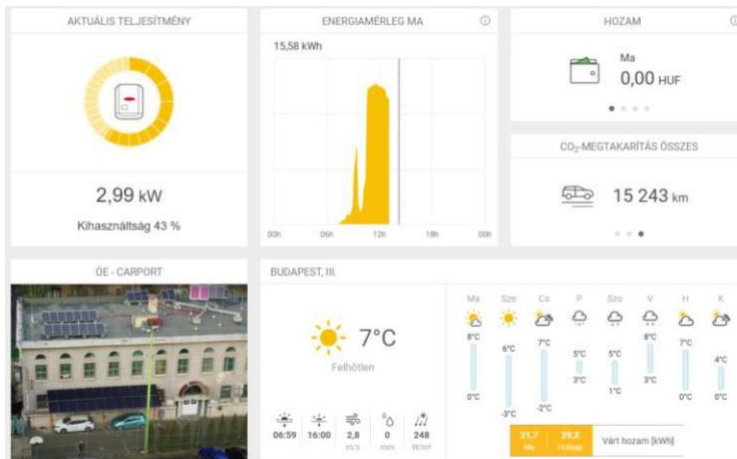 AKTUÁLIS TELJESÍTMÉNY
2,99 kW
Kihasználtság 43 %
ENERGIAMÉRLEG MA
15,58 kWh
00h 06h 12h 18h 00h
HOZAM
Ma
0,00 HUF
CO₂-MEGTAKARÍTÁS ÖSSZES
15 243 km
ÓE - CARPORT
BUDAPEST, III.
7°C
Felhőtlen
06:59 16:00 2,8 0 248
m/s mm W/m²
Ma Sze Cs P Szo V H K
8°C 6°C 7°C 5°C 5°C 8°C 7°C 4°C
0°C -3°C -2°C 3°C 1°C 3°C 0°C 0°C
21,7 29,2 Várt hozam [kWh]
Ma Holnap